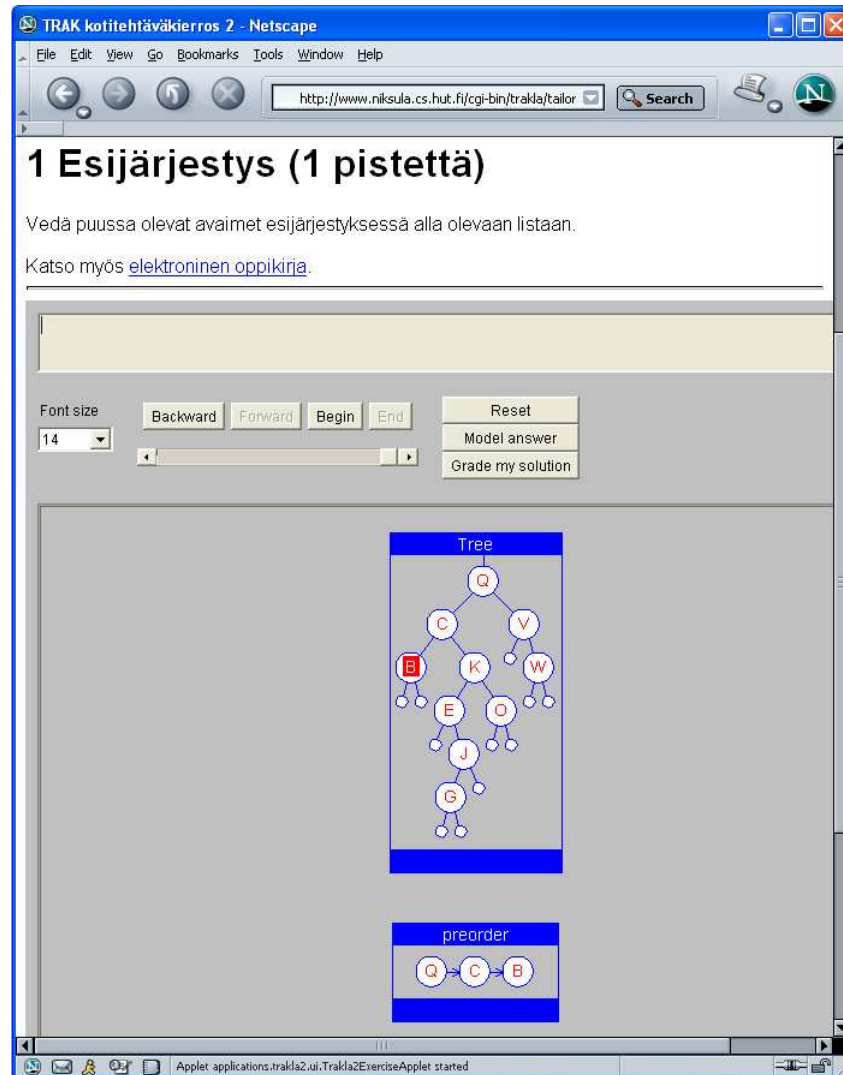 TRAK kotitehtäväkierros 2 - Netscape
File Edit View Go Bookmarks Tools Window Help
http://www.niksula.cs.hut.fi/cgi-bin/trakla/tailor Search N
1 Esijärjestys (1 pistettä)
Vedä puussa olevat avaimet esijärjestyksessä alla olevaan listaan.
Katso myös elektroninen oppikirja.
Font size
14
Backward Forward Begin End
Reset
Model answer
Grade my solution
Tree
Q
C V
B K W
E O
J
G
preorder
Q C B
Applet applications.trakla2.ui.Trakla2ExerciseApplet started